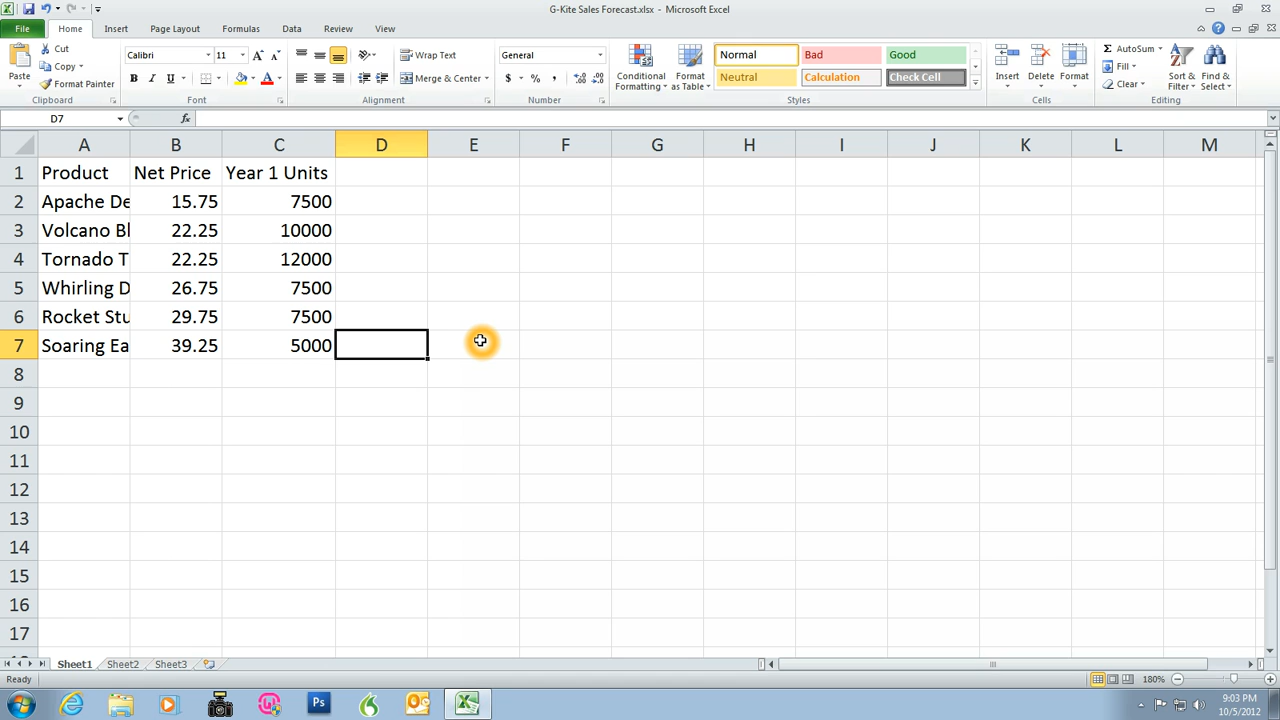 G-Kite Sales Forecast.xlsx - Microsoft Excel
File Home Insert Page Layout Formulas Data Review View
Paste
Cut
Copy
Format Painter
Clipboard
Calibri 11
B I U
Font
Wrap Text
Merge & Center
Alignment
General
$ % ,
Number
Conditional Formatting
Format as Table
Normal Bad Good
Neutral Calculation Check Cell
Styles
Insert Delete Format
Cells
AutoSum
Fill
Clear
Sort & Filter
Find & Select
Editing
D7 fx
A B C D E F G H I J K L M
1 Product Net Price Year 1 Units
2 Apache De 15.75 7500
3 Volcano Bl 22.25 10000
4 Tornado T 22.25 12000
5 Whirling D 26.75 7500
6 Rocket Stu 29.75 7500
7 Soaring Ea 39.25 5000
8
9
10
11
12
13
14
15
16
17
Sheet1 Sheet2 Sheet3
Ready 180%
Ps
9:03 PM
10/5/2012